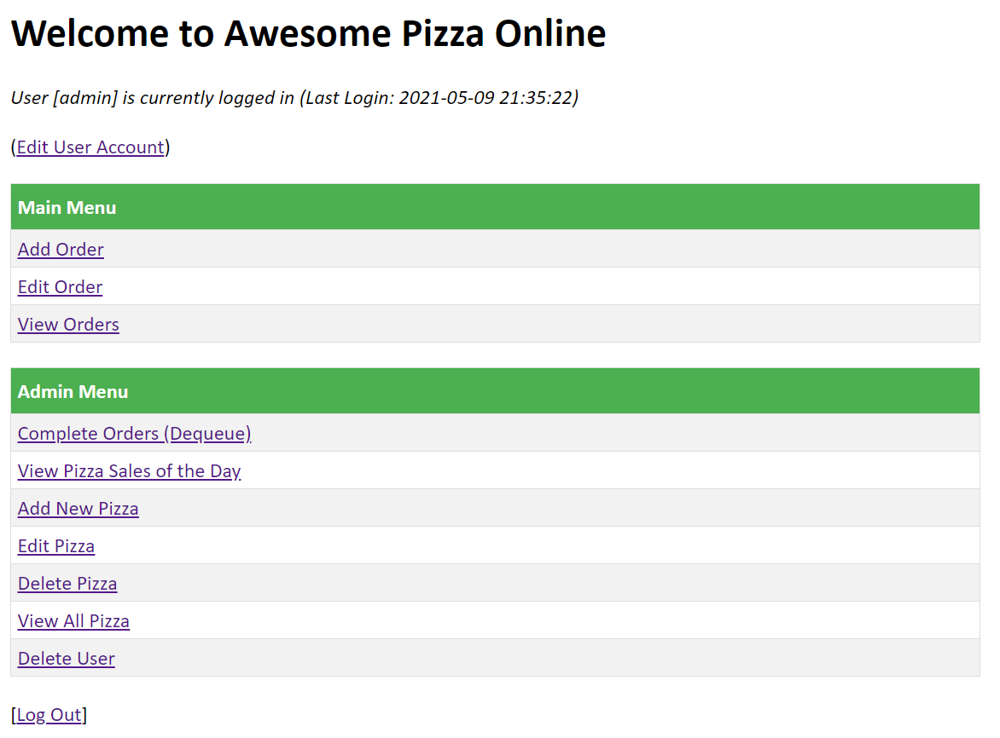 Welcome to Awesome Pizza Online
User [admin] is currently logged in (Last Login: 2021-05-09 21:35:22)
(Edit User Account)
Main Menu
Add Order
Edit Order
View Orders
Admin Menu
Complete Orders (Dequeue)
View Pizza Sales of the Day
Add New Pizza
Edit Pizza
Delete Pizza
View All Pizza
Delete User
[Log Out]